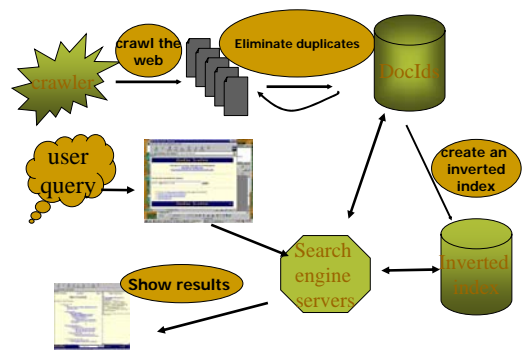 crawler
crawl the
web
Eliminate duplicates
DocIds
user
query
create an
inverted
index
Search
engine
servers
Inverted
index
Show results